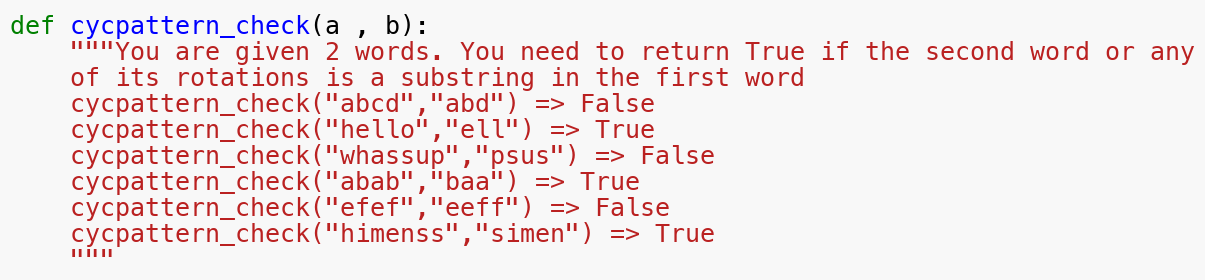 def cycpattern_check(a , b):
    """You are given 2 words. You need to return True if the second word or any
    of its rotations is a substring in the first word
    cycpattern_check("abcd","abd") => False
    cycpattern_check("hello","ell") => True
    cycpattern_check("whassup","psus") => False
    cycpattern_check("abab","baa") => True
    cycpattern_check("efef","eeff") => False
    cycpattern_check("himenss","simen") => True
    """